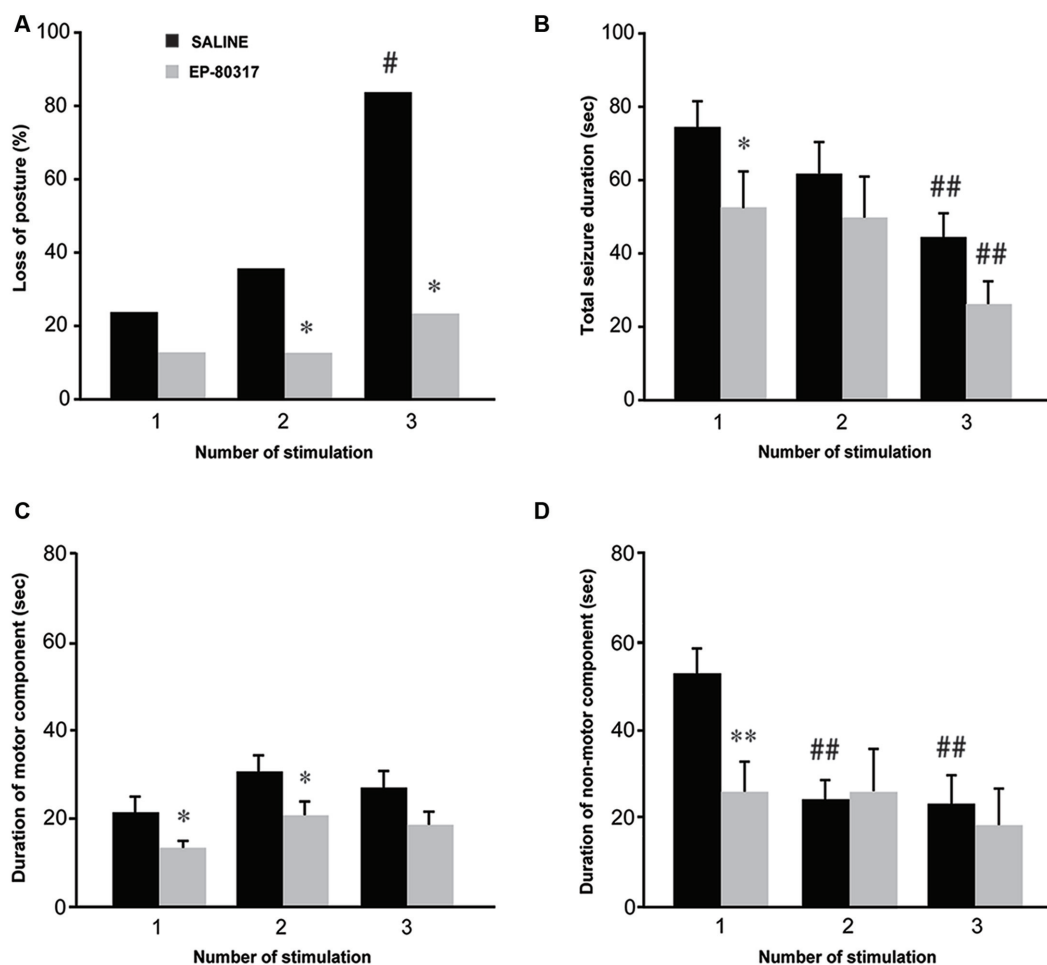 A
Loss of posture (%)
100
80
60
40
20
0
SALINE
EP-80317
#
*
*
1 2 3
Number of stimulation
B
Total seizure duration (sec)
100
80
60
40
20
0
*
##
##
1 2 3
Number of stimulation
C
Duration of motor component (sec)
80
60
40
20
0
*
*
1 2 3
Number of stimulation
D
Duration of non-motor component (sec)
80
60
40
20
0
**
##
##
1 2 3
Number of stimulation